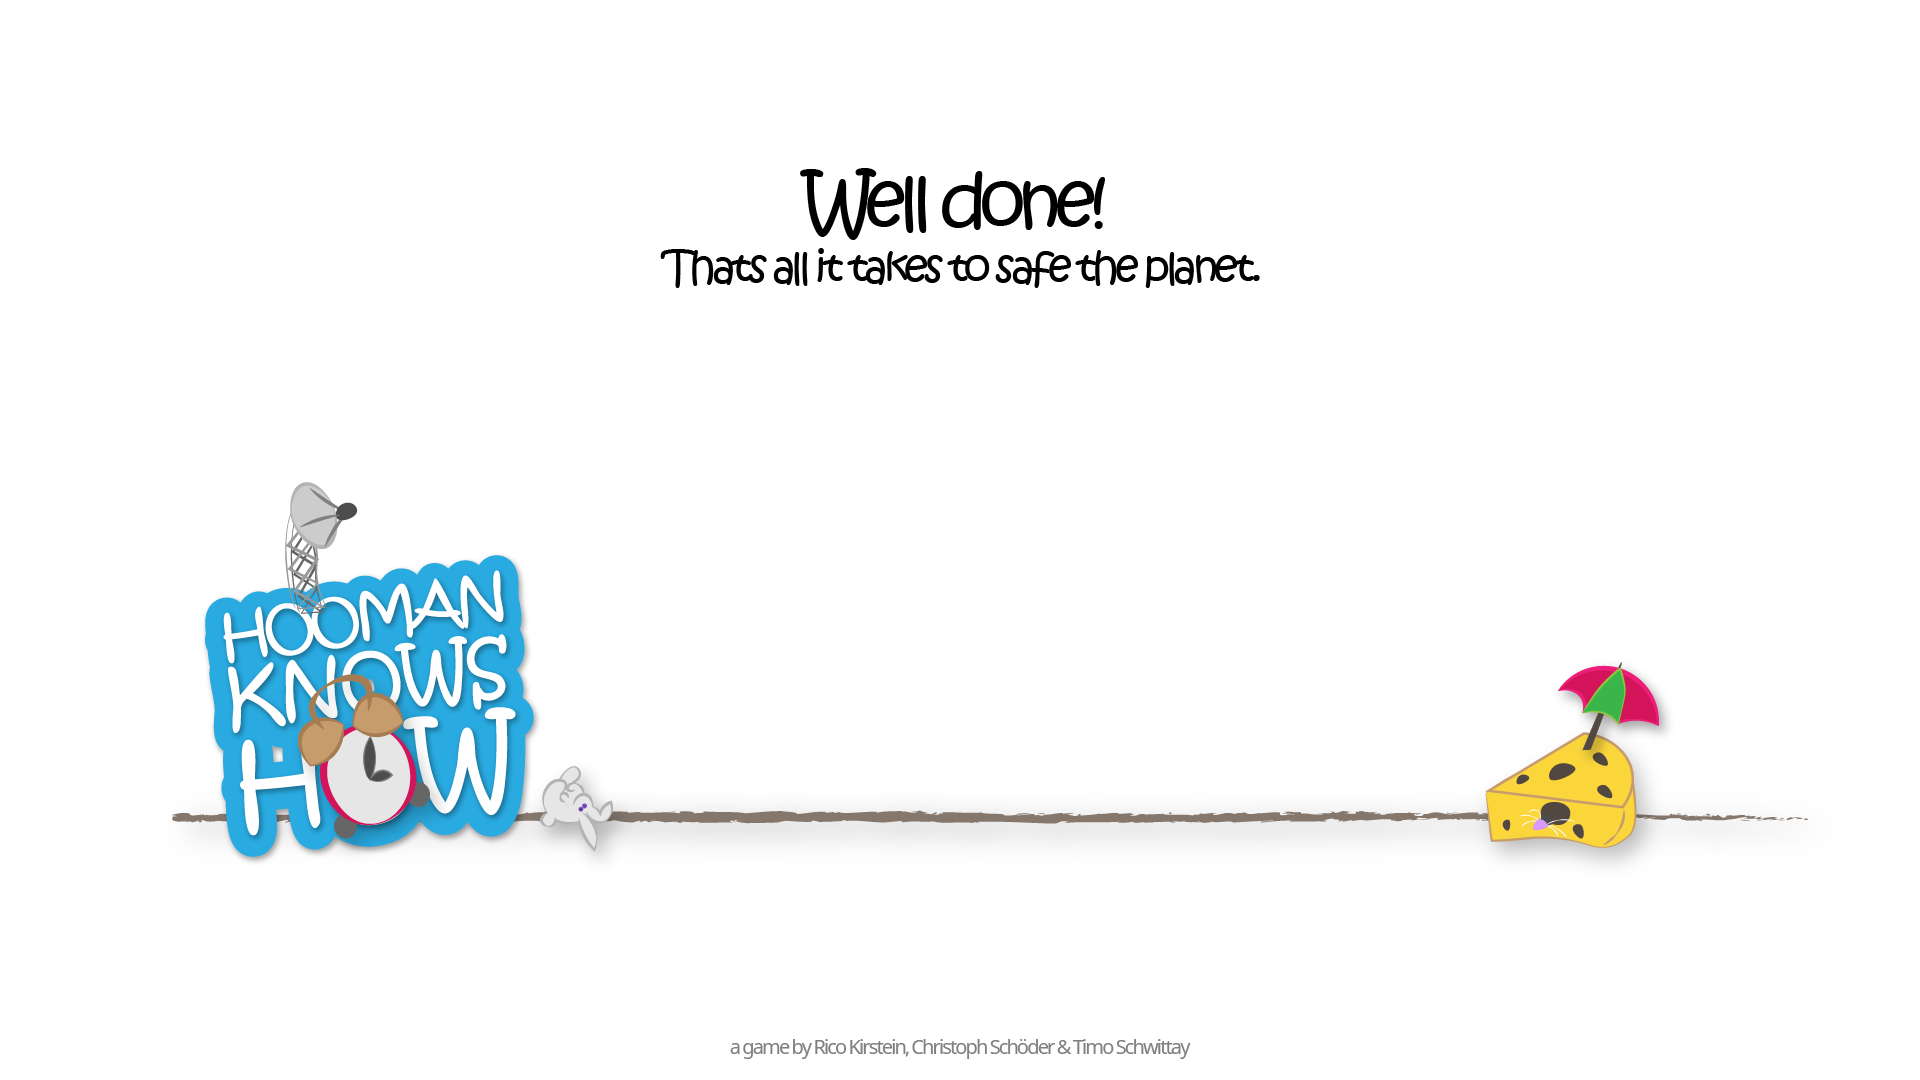 Well done!
Thats all it takes to safe the planet.
HOOMAN
KNOWS
HOW
a game by Rico Kirstein, Christoph Schöder & Timo Schwittay